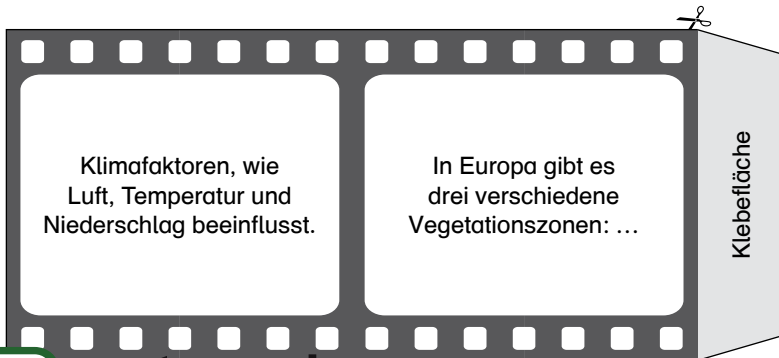 Klimafaktoren, wie
Luft, Temperatur und
Niederschlag beeinflusst.
In Europa gibt es
drei verschiedene
Vegetationszonen: …
Klebefläche